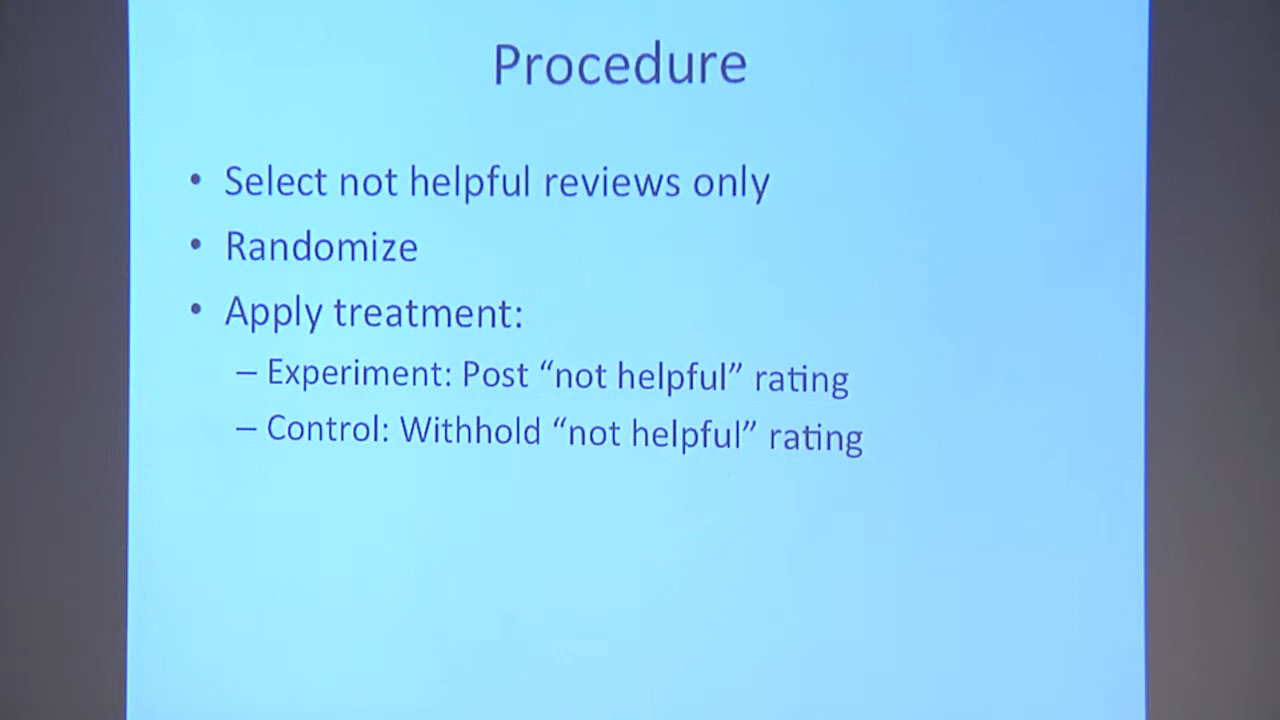 Procedure
• Select not helpful reviews only
• Randomize
• Apply treatment:
– Experiment: Post “not helpful” rating
– Control: Withhold “not helpful” rating